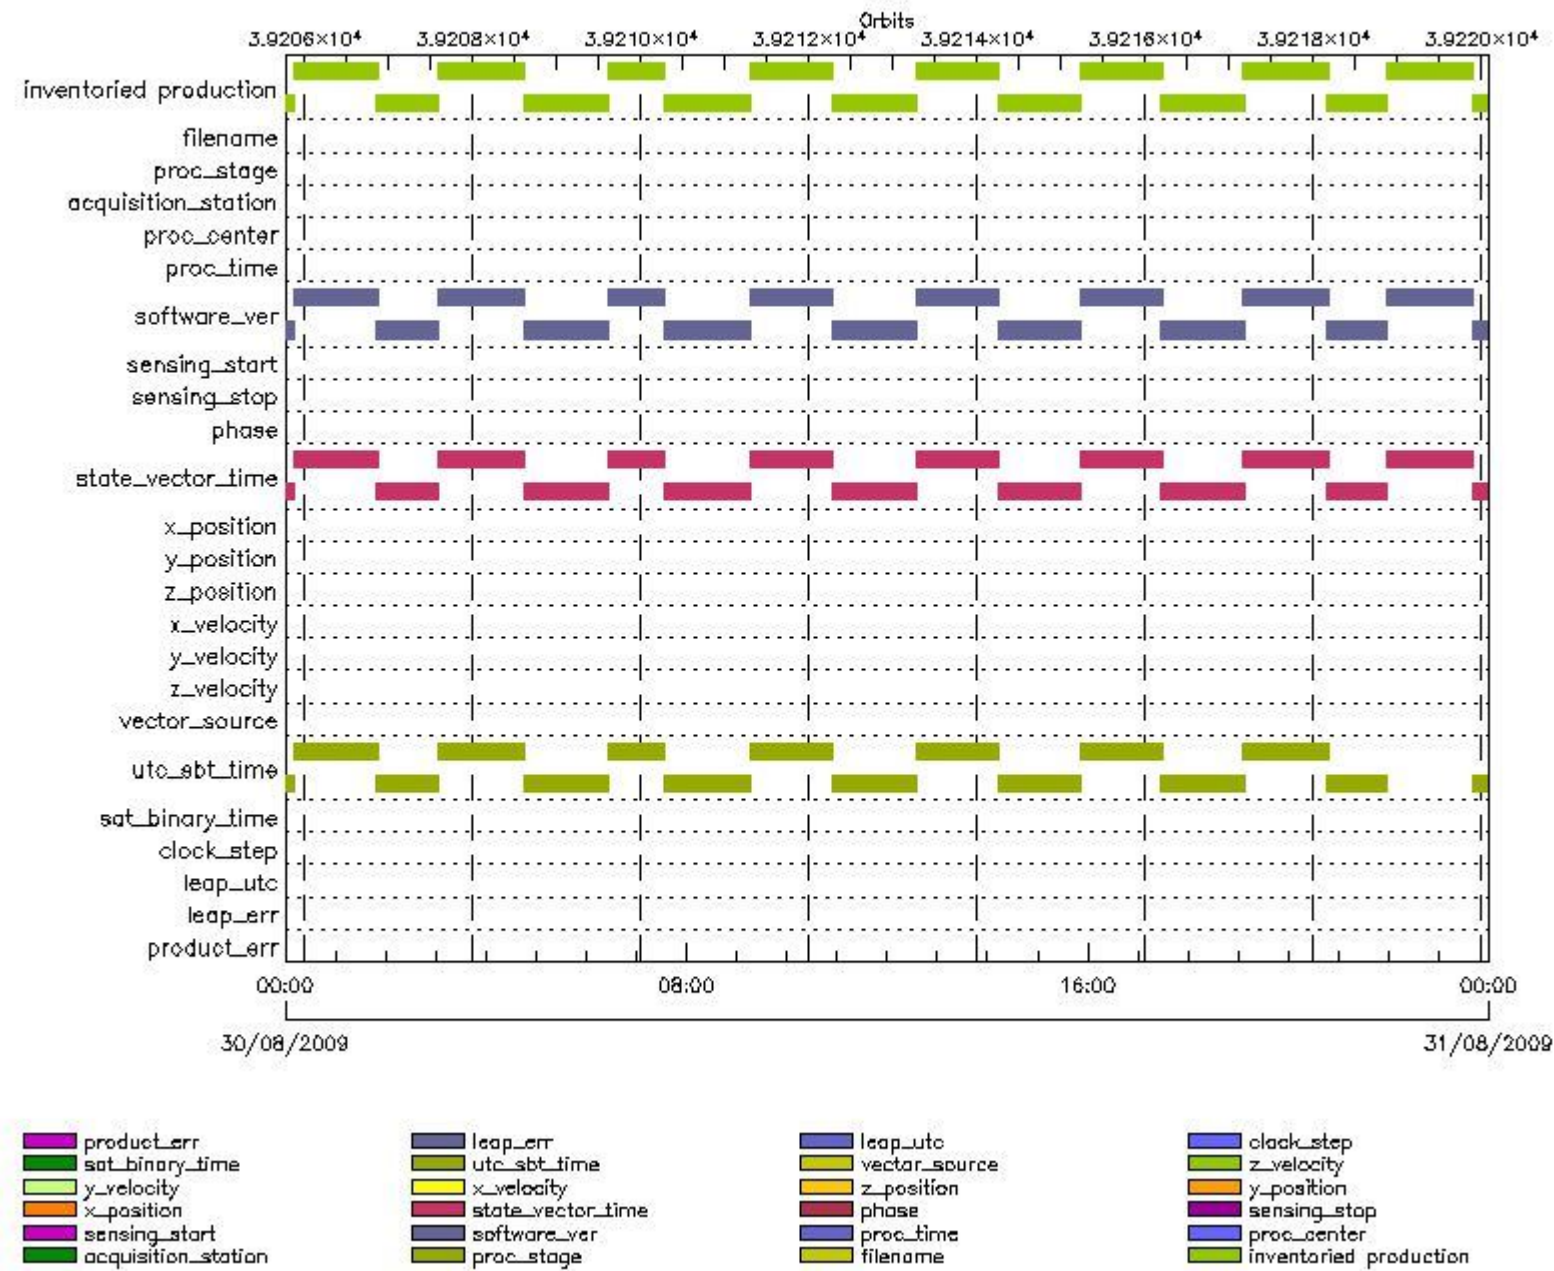 Orbits
3.9206×10⁴ 3.9208×10⁴ 3.9210×10⁴ 3.9212×10⁴ 3.9214×10⁴ 3.9216×10⁴ 3.9218×10⁴ 3.9220×10⁴
inventoried production
filename
proc_stage
acquisition_station
proc_center
proc_time
software_ver
sensing_start
sensing_stop
phase
state_vector_time
x_position
y_position
z_position
x_velocity
y_velocity
z_velocity
vector_source
utc_sbt_time
sat_binary_time
clock_step
leap_utc
leap_err
product_err
00:00 08:00 16:00 00:00
30/08/2009 31/08/2009
product_err leap_err leap_utc clock_step
sat_binary_time utc_sbt_time vector_source z_velocity
y_velocity x_velocity z_position y_position
x_position state_vector_time phase sensing_stop
sensing_start software_ver proc_time proc_center
acquisition_station proc_stage filename inventoried production